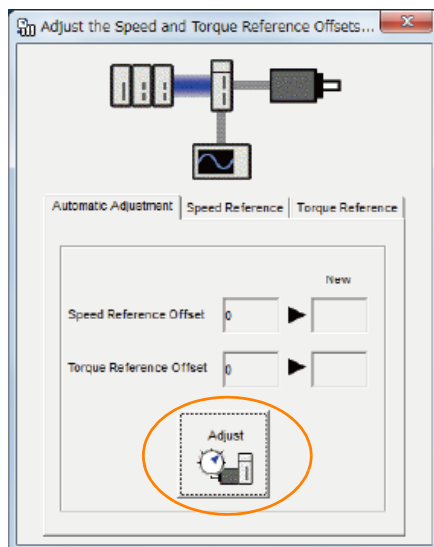 Adjust the Speed and Torque Reference Offsets...
Automatic Adjustment Speed Reference Torque Reference
New
Speed Reference Offset 0
Torque Reference Offset 0
Adjust